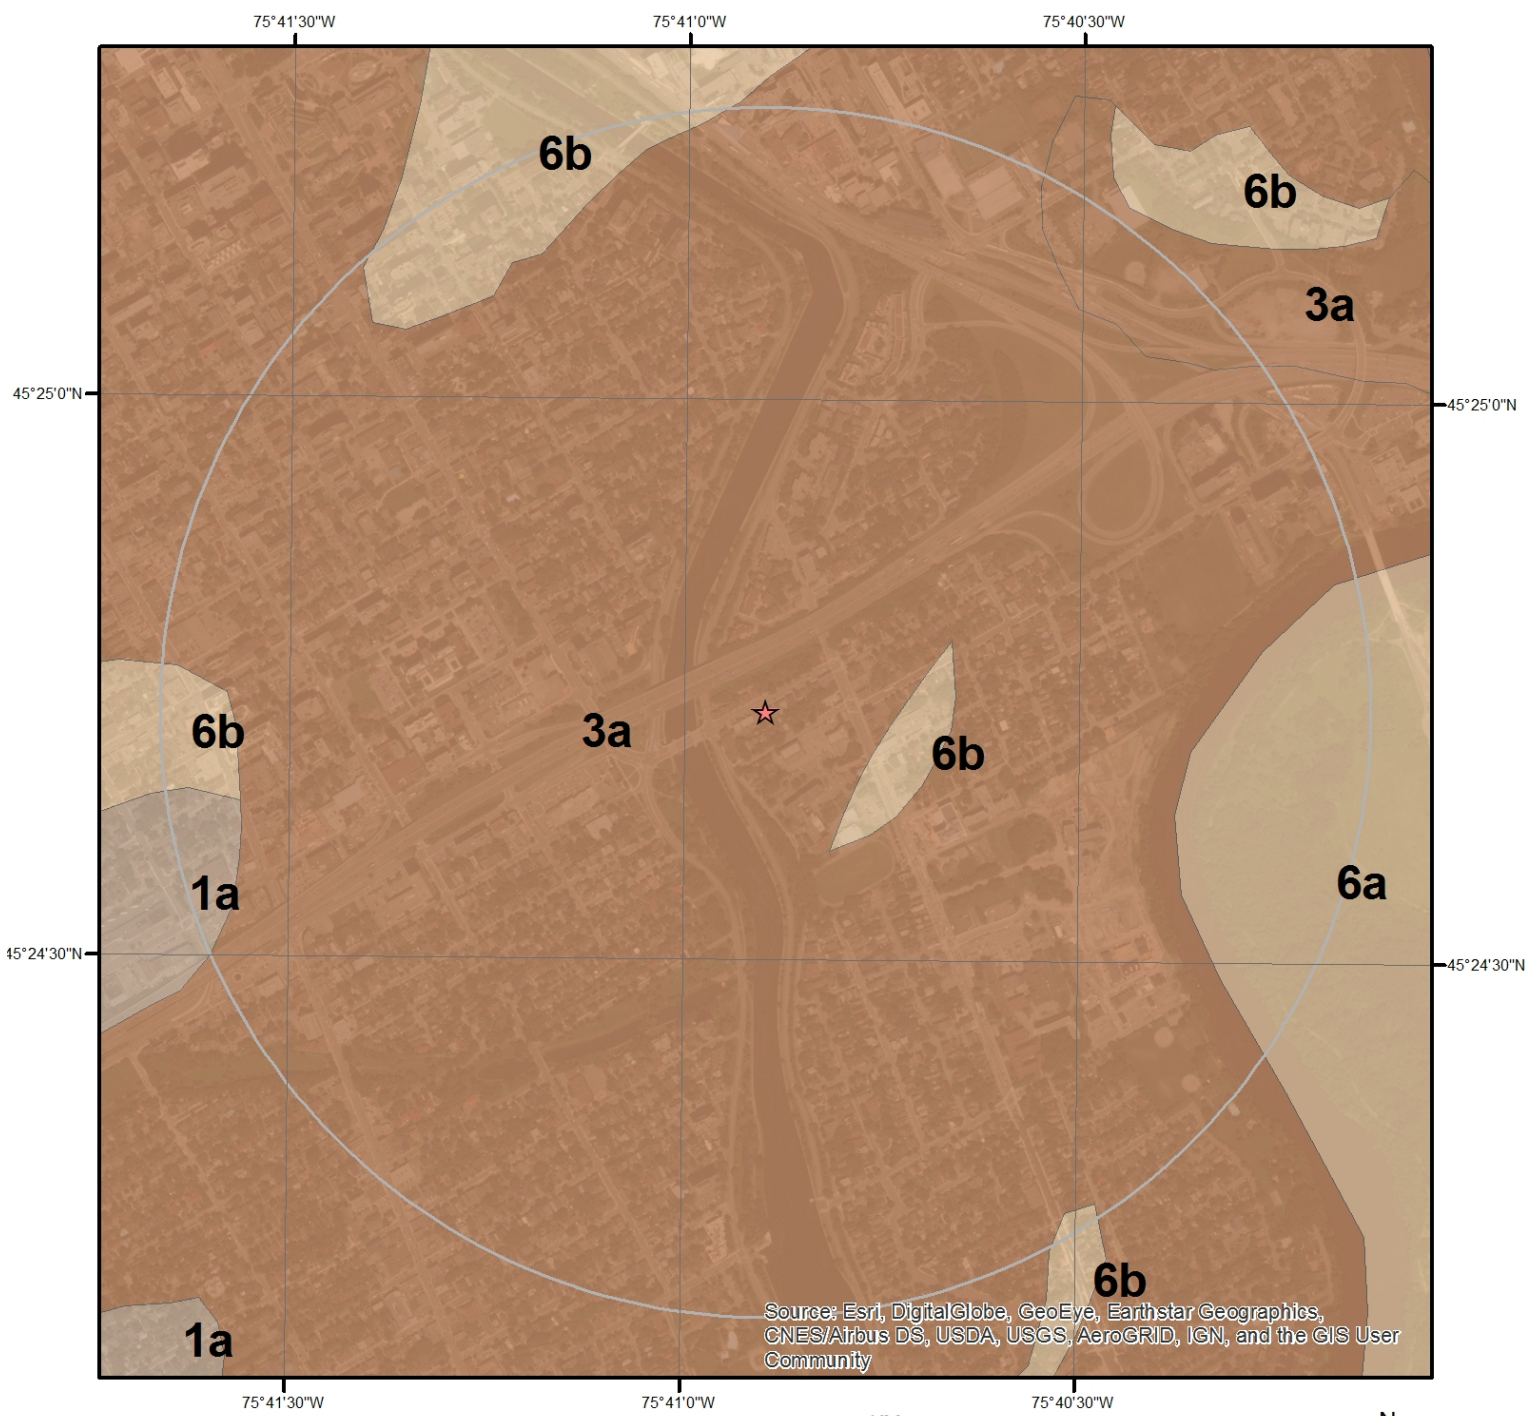 75°41'30"W
75°41'0"W
75°40'30"W
6b
6b
3a
45°25'0"N
45°25'0"N
6b
3a
6b
6a
1a
45°24'30"N
45°24'30"N
6b
1a
Source: Esri, DigitalGlobe, GeoEye, Earthstar Geographics,
CNES/Airbus DS, USDA, USGS, AeroGRID, IGN, and the GIS User
Community
75°41'30"W
75°41'0"W
75°40'30"W